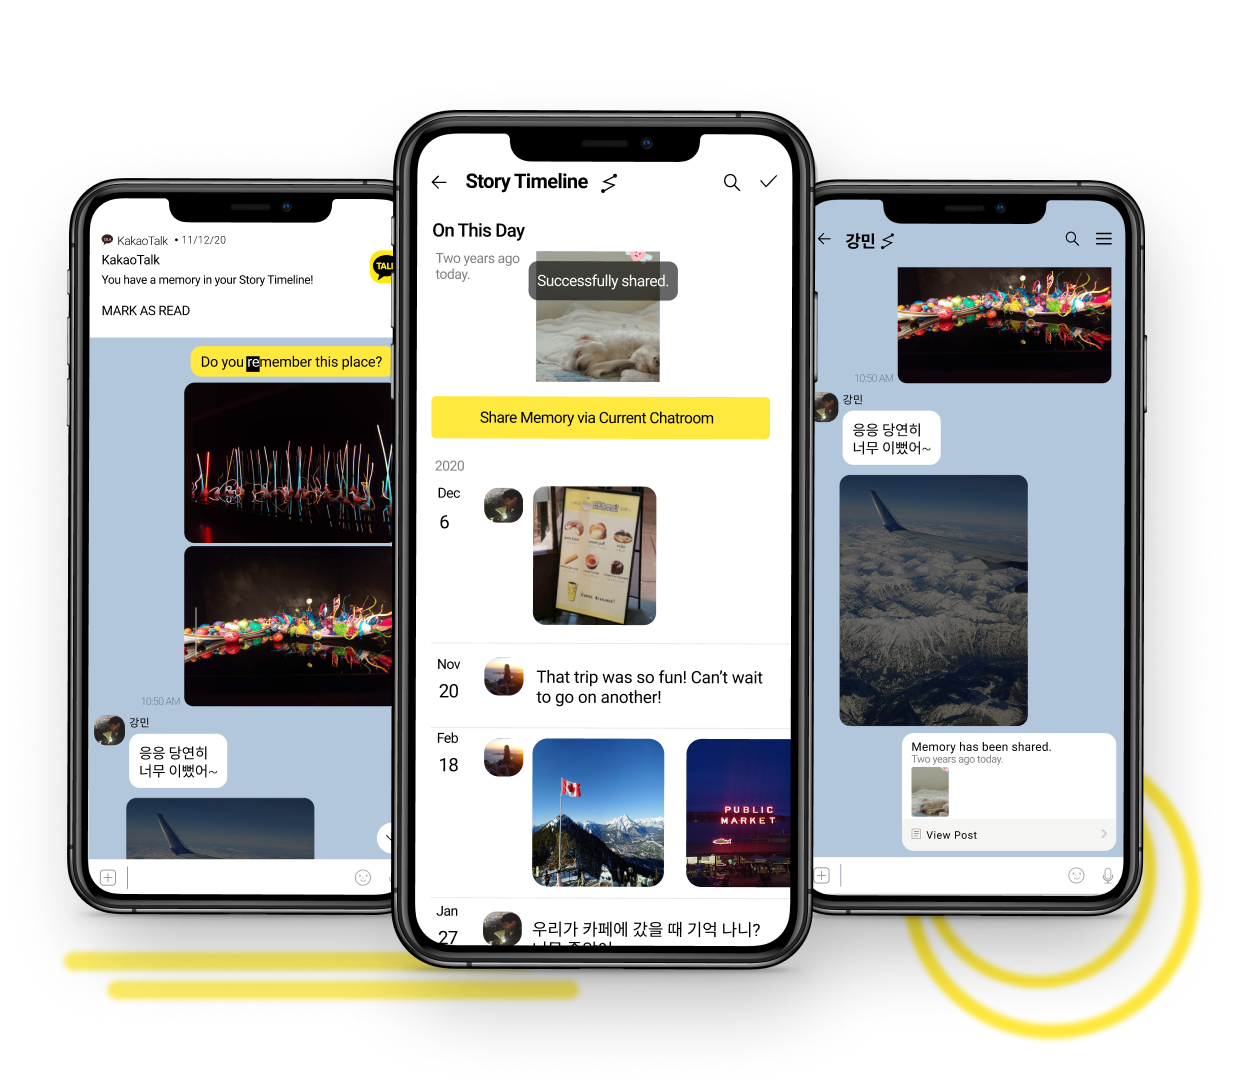 KakaoTalk • 11/12/20
KakaoTalk
You have a memory in your Story Timeline!
MARK AS READ
TALK
Do you remember this place?
10:50 AM
강민
응응 당연히
너무 이뻤어~
Story Timeline
On This Day
Two years ago
today.
Successfully shared.
Share Memory via Current Chatroom
2020
Dec
6
Nov
20
That trip was so fun! Can't wait
to go on another!
Feb
18
PUBLIC
MARKET
Jan
27
우리가 카페에 갔을 때 기억 나니?
강민
10:50 AM
강민
응응 당연히
너무 이뻤어~
Memory has been shared.
Two years ago today.
View Post